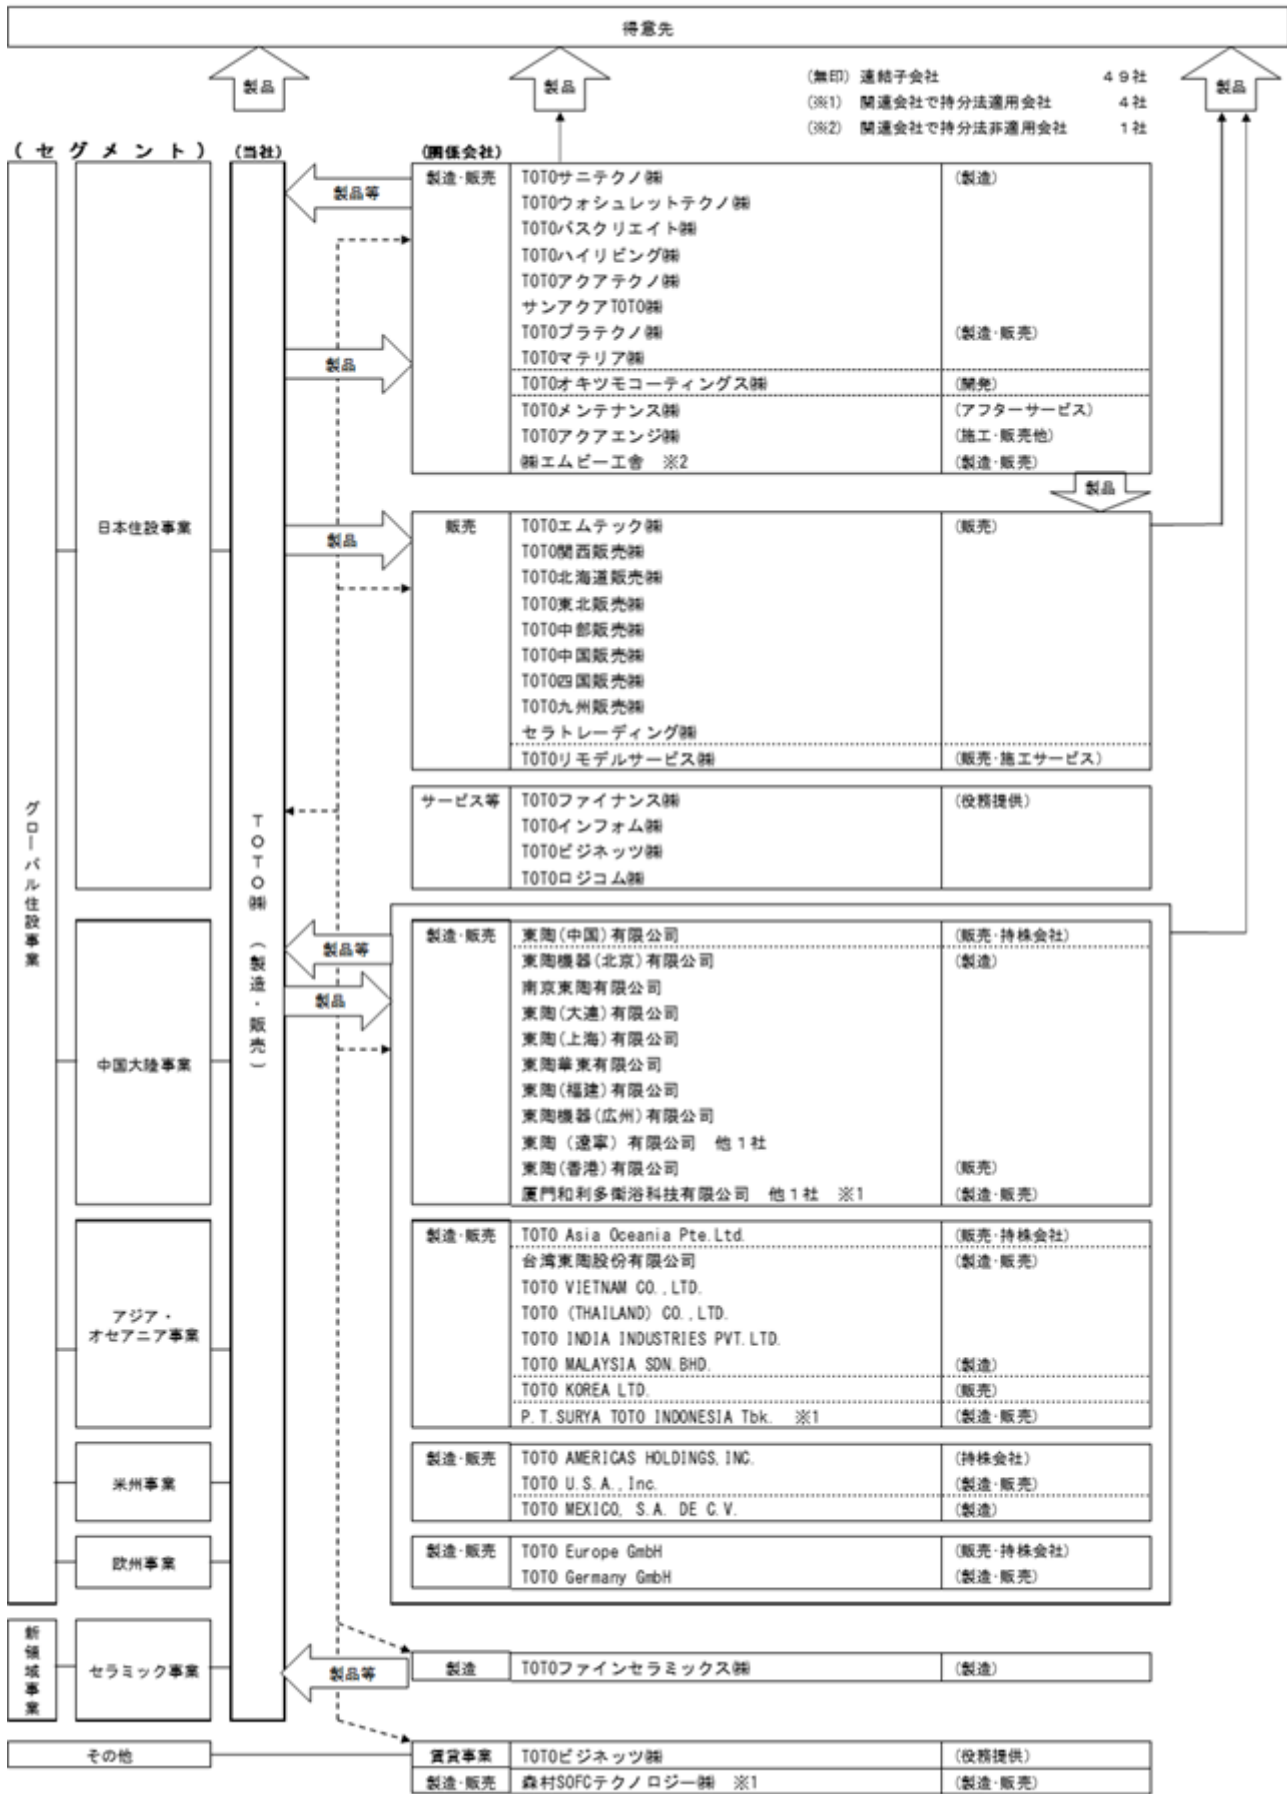 得意先
製品
製品
製品
(無印) 連結子会社 49社
(※1) 関連会社で持分法適用会社 4社
(※2) 関連会社で持分法非適用会社 1社
(セグメント) (当社) (関係会社)
グローバル住設事業
日本住設事業
TOTO㈱ (製造・販売)
製品等
製品
製造・販売 TOTOサニテクノ㈱ (製造)
TOTOウォシュレットテクノ㈱
TOTOバスクリエイト㈱
TOTOハイリビング㈱
TOTOアクアテクノ㈱
サンアクアTOTO㈱
TOTOプラテクノ㈱ (製造・販売)
TOTOマテリア㈱
TOTOオキツモコーティングス㈱ (開発)
TOTOメンテナンス㈱ (アフターサービス)
TOTOアクアエンジ㈱ (施工・販売他)
㈱エムビー工舎 ※2 (製造・販売)
製品
製品
販売 TOTOエムテック㈱ (販売)
TOTO関西販売㈱
TOTO北海道販売㈱
TOTO東北販売㈱
TOTO中部販売㈱
TOTO中国販売㈱
TOTO四国販売㈱
TOTO九州販売㈱
セラトレーディング㈱
TOTOリモデルサービス㈱ (販売・施工サービス)
サービス等 TOTOファイナンス㈱ (役務提供)
TOTOインフォム㈱
TOTOビジネッツ㈱
TOTOロジコム㈱
中国大陸事業
製品等
製品
製造・販売 東陶(中国)有限公司 (販売・持株会社)
東陶機器(北京)有限公司 (製造)
南京東陶有限公司
東陶(大連)有限公司
東陶(上海)有限公司
東陶華東有限公司
東陶(福建)有限公司
東陶機器(広州)有限公司
東陶（遼寧）有限公司 他1社
東陶(香港)有限公司 (販売)
厦門和利多衛浴科技有限公司 他1社 ※1 (製造・販売)
アジア・
オセアニア事業
製造・販売 TOTO Asia Oceania Pte.Ltd. (販売・持株会社)
台湾東陶股份有限公司 (製造・販売)
TOTO VIETNAM CO.,LTD.
TOTO (THAILAND) CO.,LTD.
TOTO INDIA INDUSTRIES PVT.LTD.
TOTO MALAYSIA SDN.BHD. (製造)
TOTO KOREA LTD. (販売)
P.T.SURYA TOTO INDONESIA Tbk. ※1 (製造・販売)
米州事業
製造・販売 TOTO AMERICAS HOLDINGS,INC. (持株会社)
TOTO U.S.A.,Inc. (製造・販売)
TOTO MEXICO, S.A. DE C.V. (製造)
欧州事業
製造・販売 TOTO Europe GmbH (販売・持株会社)
TOTO Germany GmbH (製造・販売)
新領域事業
セラミック事業
製品等
製造 TOTOファインセラミックス㈱ (製造)
その他
賃貸事業 TOTOビジネッツ㈱ (役務提供)
製造・販売 森村SOFCテクノロジー㈱ ※1 (製造・販売)